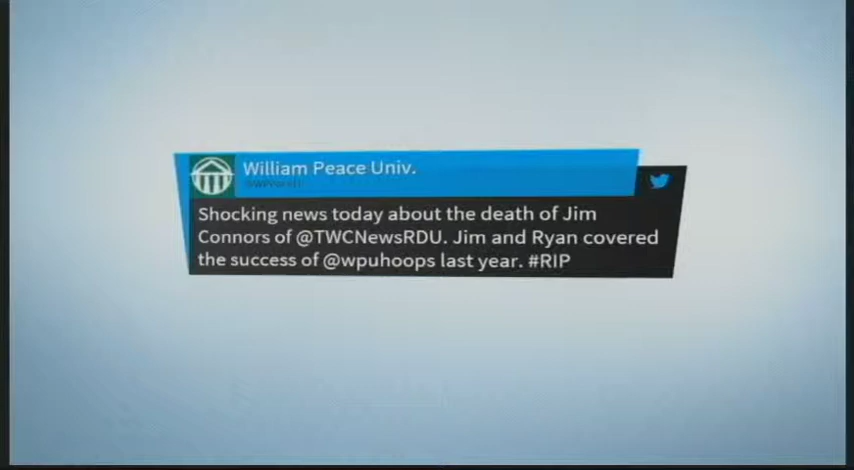 William Peace Univ.
Shocking news today about the death of Jim
Connors of @TWCNewsRDU. Jim and Ryan covered
the success of @wpuhoops last year. #RIP